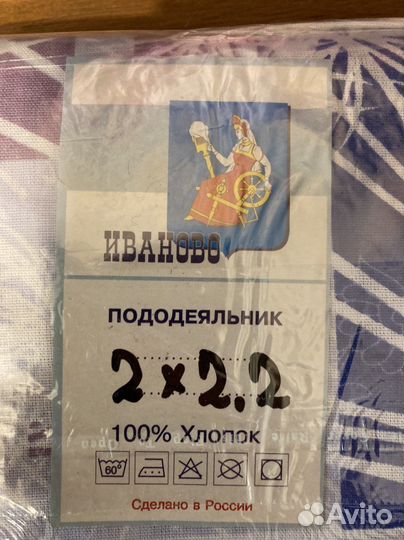 ИВАНОВО
ПОДОДЕЯЛЬНИК
2 × 2.2
100% Хлопок
60°
Сделано в России
Avito